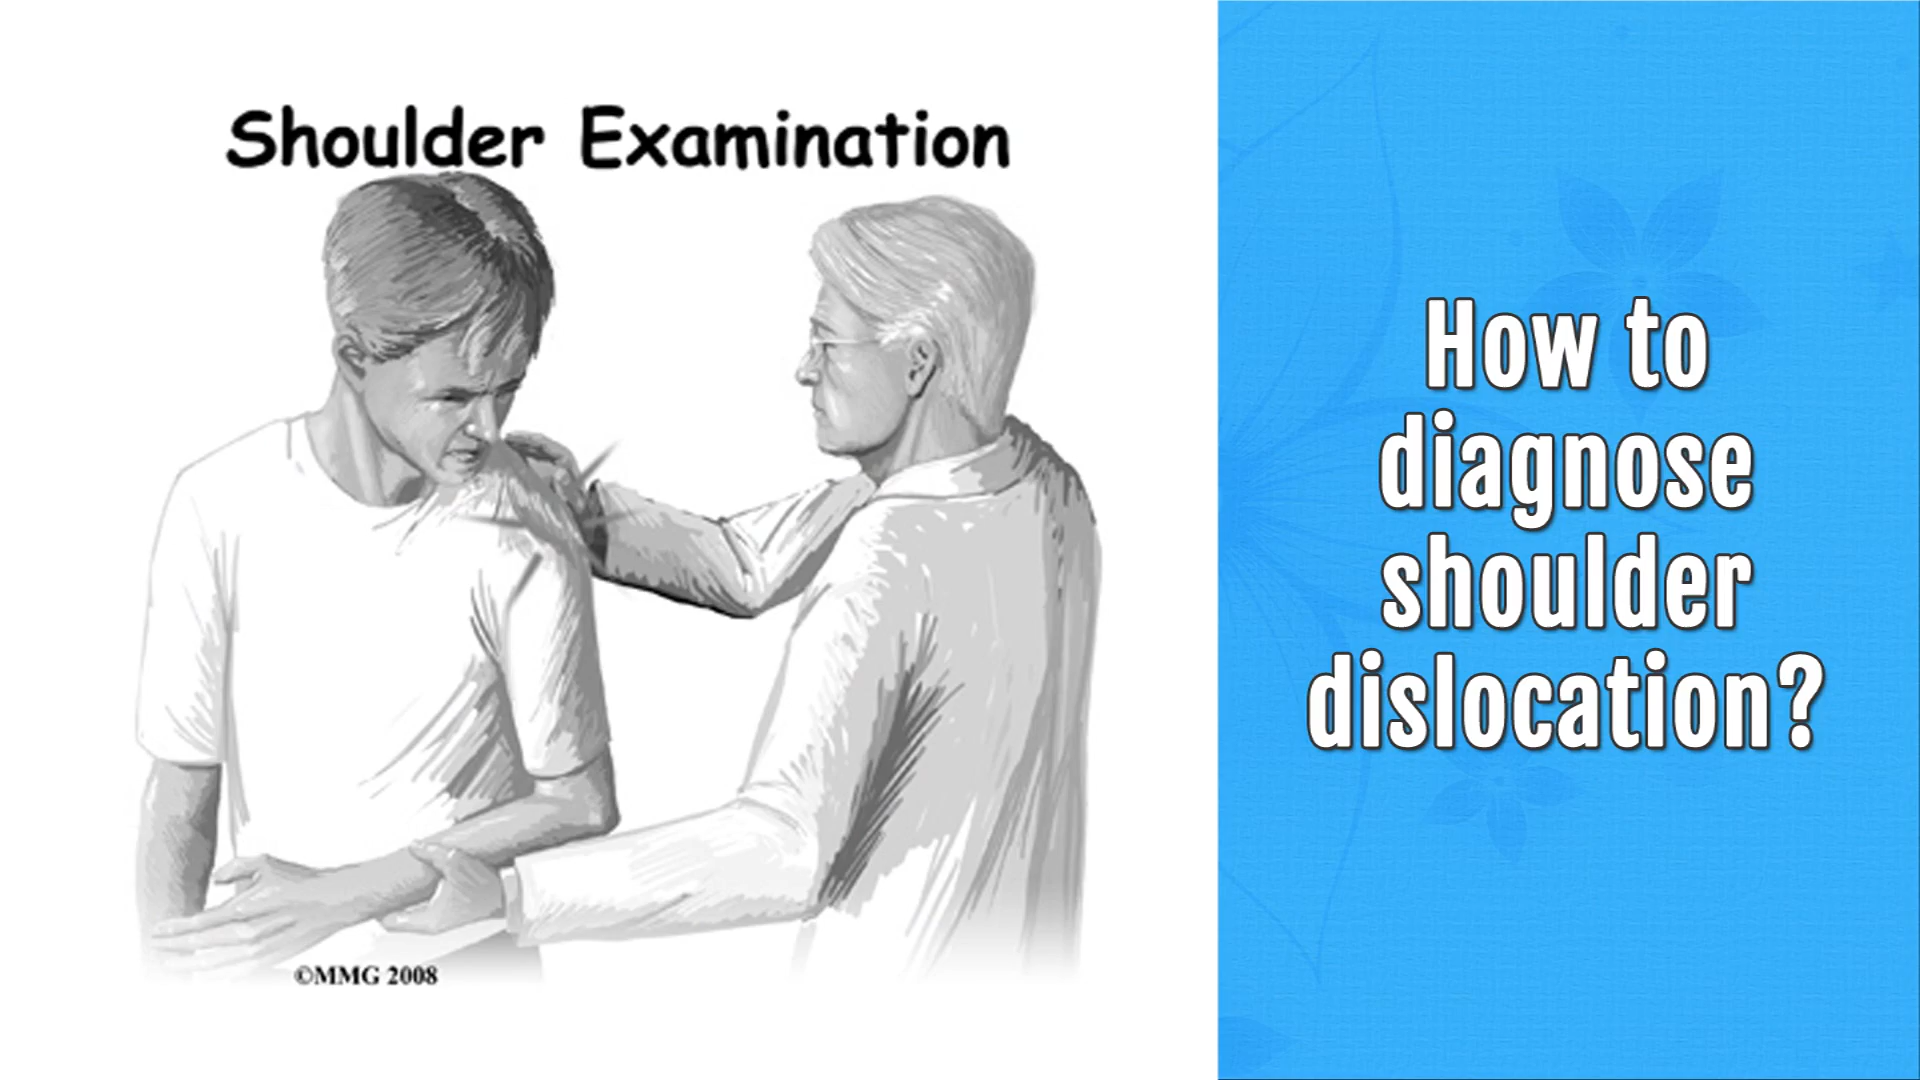 Shoulder Examination
©MMG 2008
How to
diagnose
shoulder
dislocation?